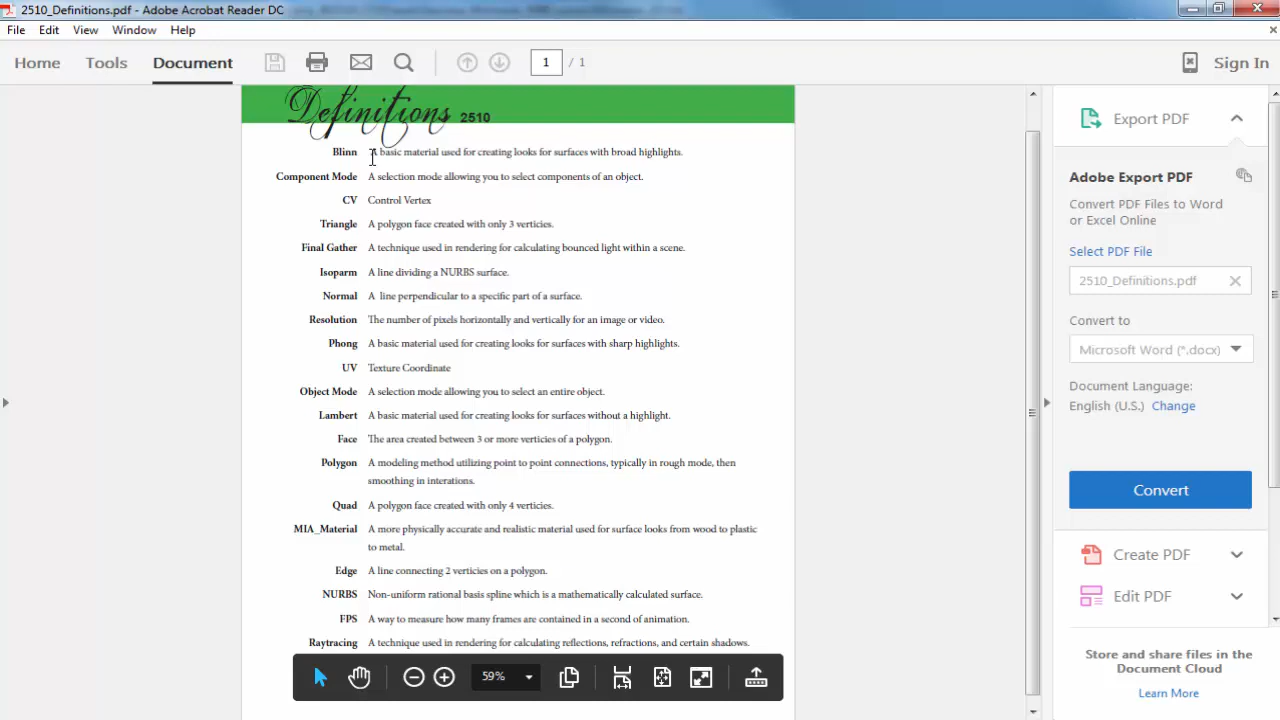 2510_Definitions.pdf - Adobe Acrobat Reader DC
File Edit View Window Help
Home Tools Document 1 / 1 Sign In
Definitions 2510
Blinn A basic material used for creating looks for surfaces with broad highlights.
Component Mode A selection mode allowing you to select components of an object.
CV Control Vertex
Triangle A polygon face created with only 3 verticies.
Final Gather A technique used in rendering for calculating bounced light within a scene.
Isoparm A line dividing a NURBS surface.
Normal A line perpendicular to a specific part of a surface.
Resolution The number of pixels horizontally and vertically for an image or video.
Phong A basic material used for creating looks for surfaces with sharp highlights.
UV Texture Coordinate
Object Mode A selection mode allowing you to select an entire object.
Lambert A basic material used for creating looks for surfaces without a highlight.
Face The area created between 3 or more verticies of a polygon.
Polygon A modeling method utilizing point to point connections, typically in rough mode, then
smoothing in interations.
Quad A polygon face created with only 4 verticies.
MIA_Material A more physically accurate and realistic material used for surface looks from wood to plastic
to metal.
Edge A line connecting 2 verticies on a polygon.
NURBS Non-uniform rational basis spline which is a mathematically calculated surface.
FPS A way to measure how many frames are contained in a second of animation.
Raytracing A technique used in rendering for calculating reflections, refractions, and certain shadows.
59%
Export PDF
Adobe Export PDF
Convert PDF Files to Word
or Excel Online
Select PDF File
2510_Definitions.pdf
Convert to
Microsoft Word (*.docx)
Document Language:
English (U.S.) Change
Convert
Create PDF
Edit PDF
Store and share files in the
Document Cloud
Learn More